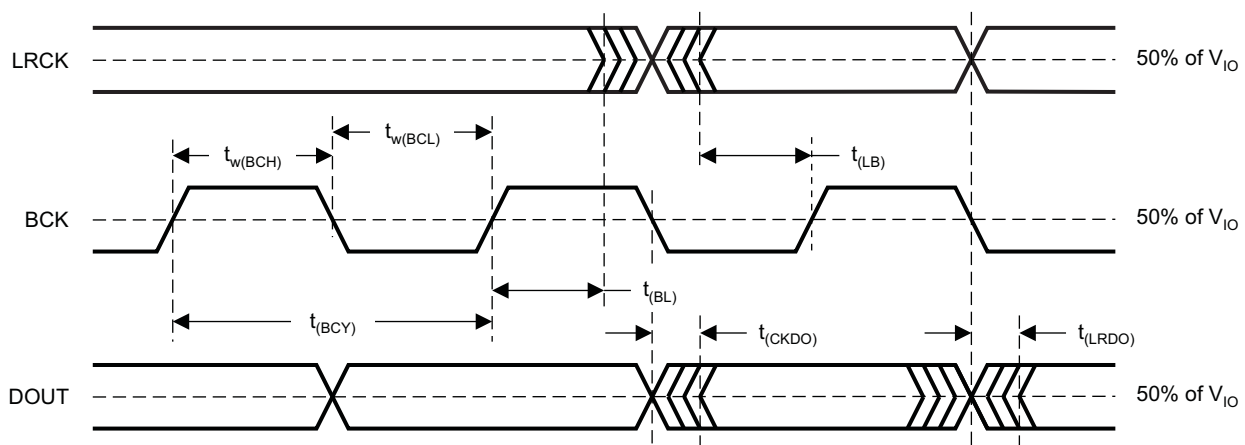 LRCK
50% of V_IO
t_w(BCL)
t_w(BCH)
t_(LB)
BCK
50% of V_IO
t_(BL)
t_(BCY)
t_(CKDO)
t_(LRDO)
DOUT
50% of V_IO